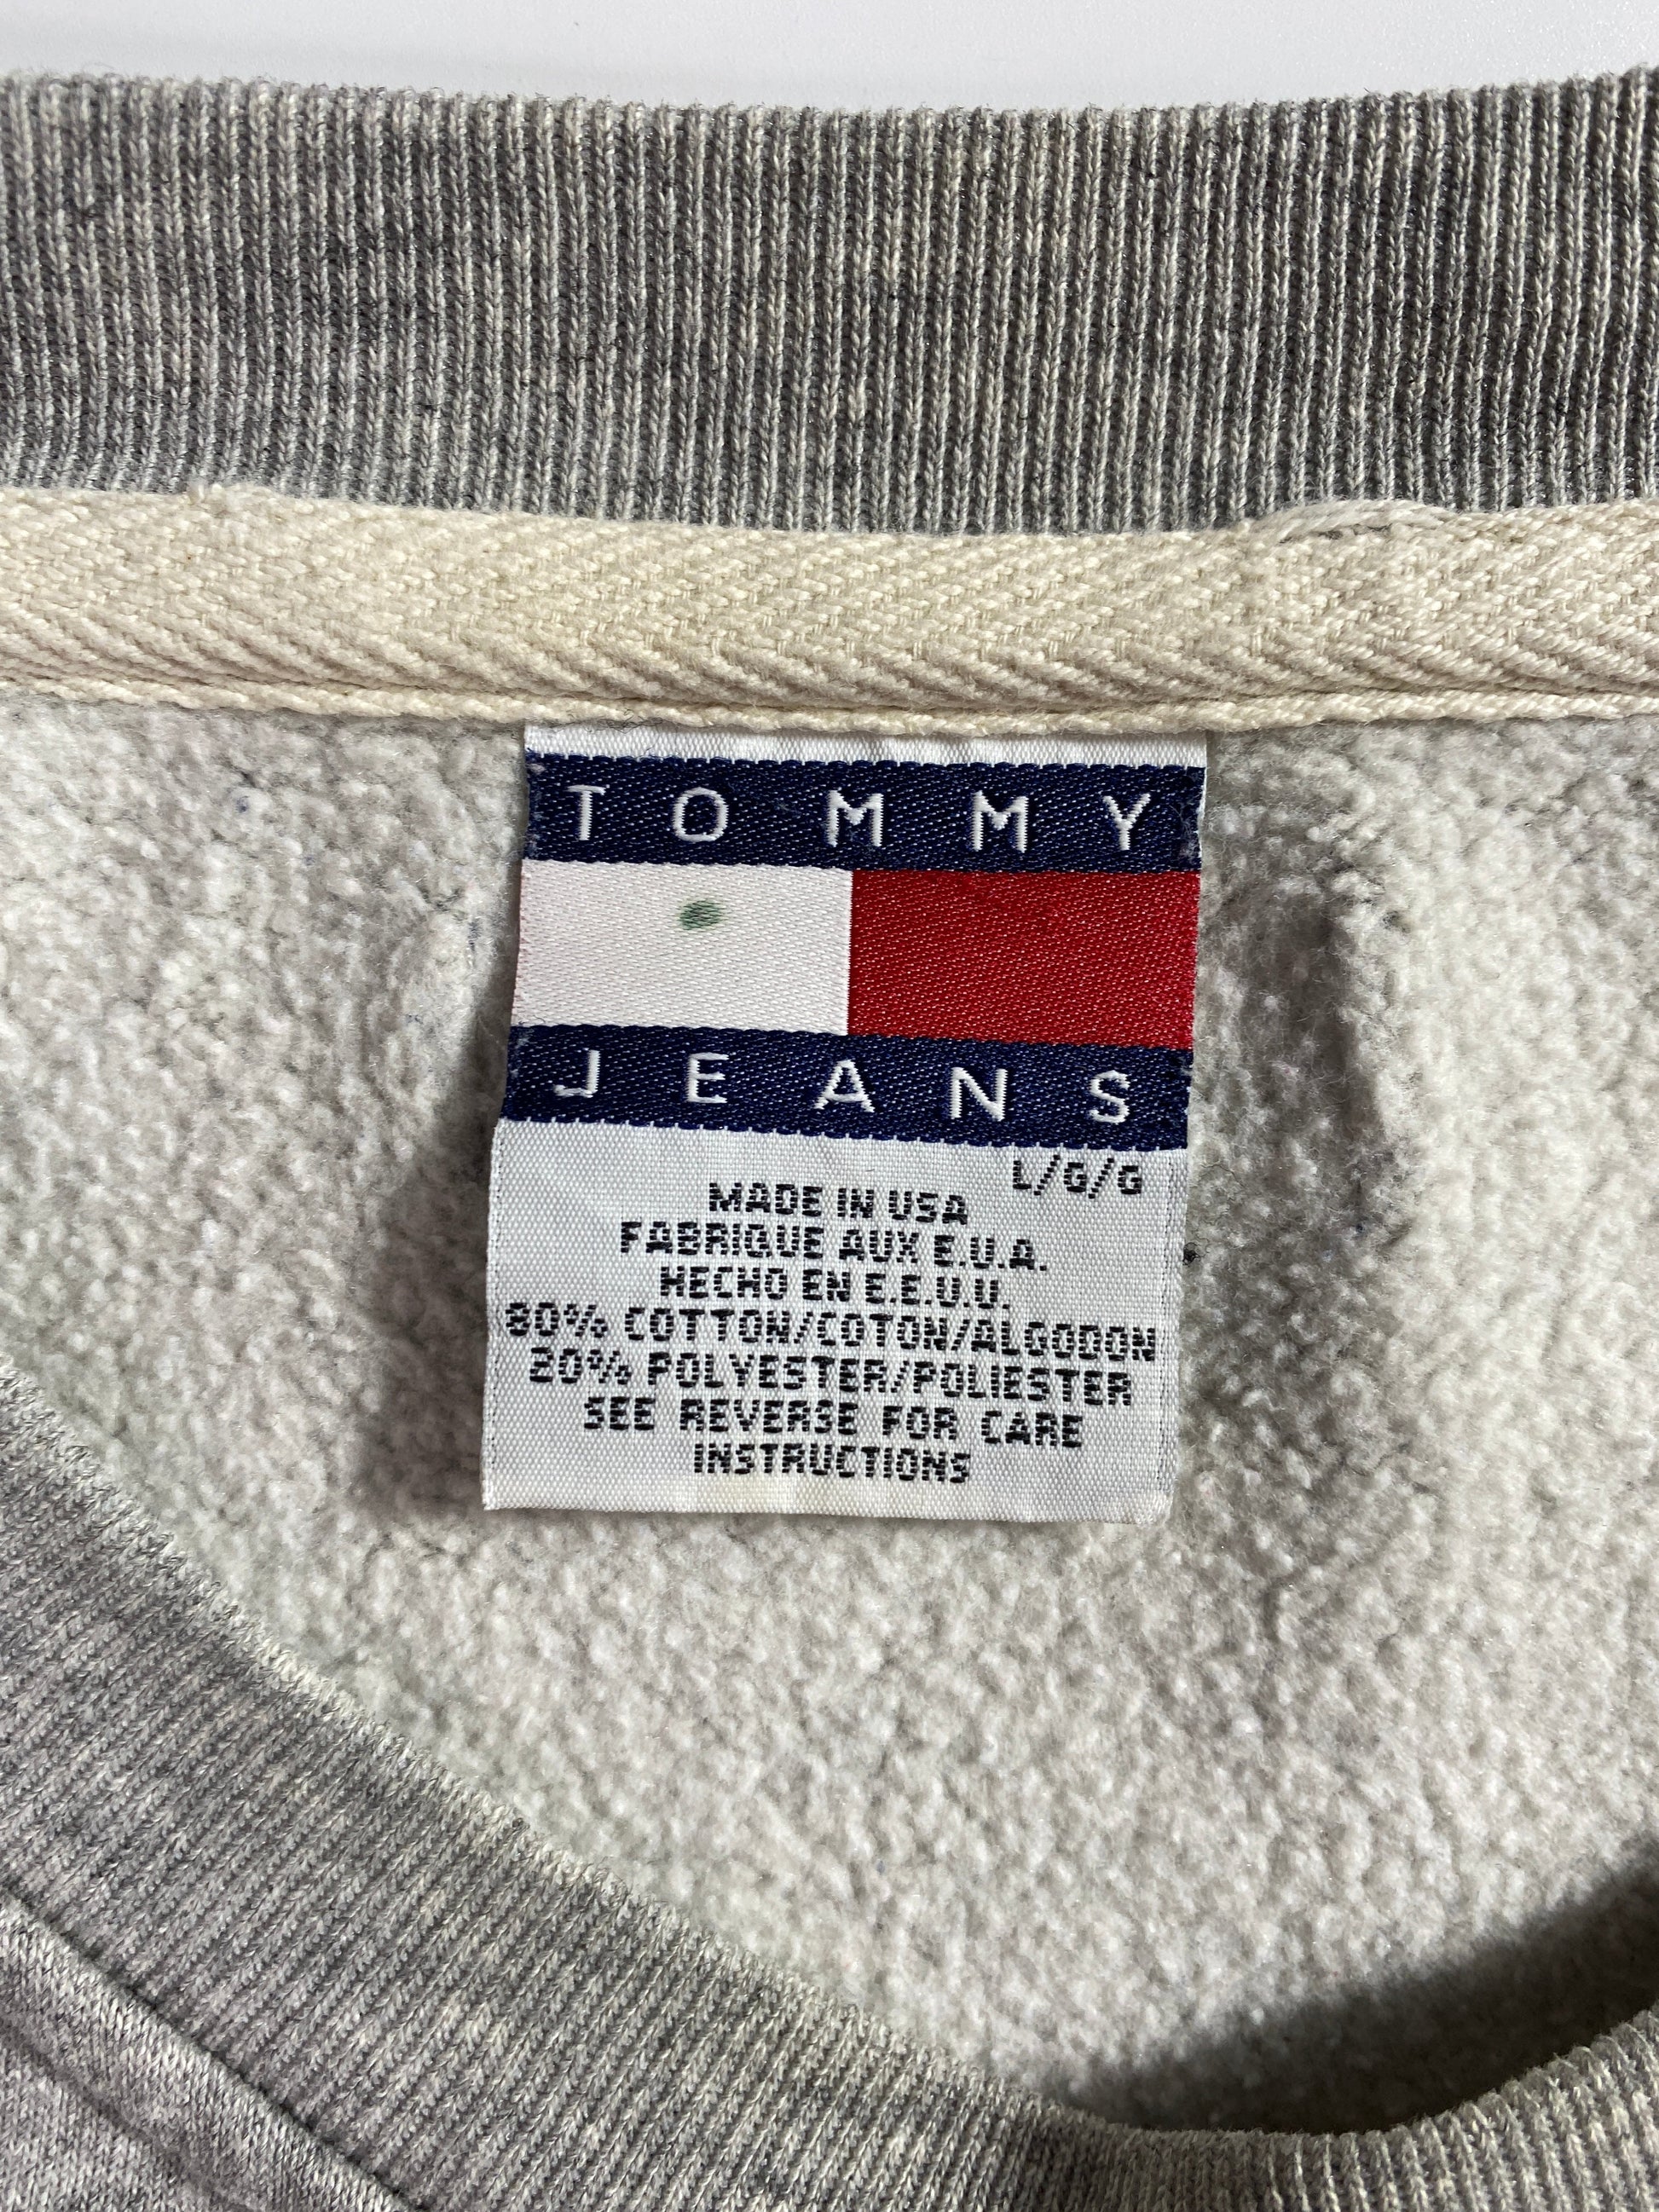 TOMMY
JEANS
L/G/G
MADE IN USA
FABRIQUE AUX E.U.A.
HECHO EN E.E.U.U.
80% COTTON/COTON/ALGODON
20% POLYESTER/POLIESTER
SEE REVERSE FOR CARE
INSTRUCTIONS